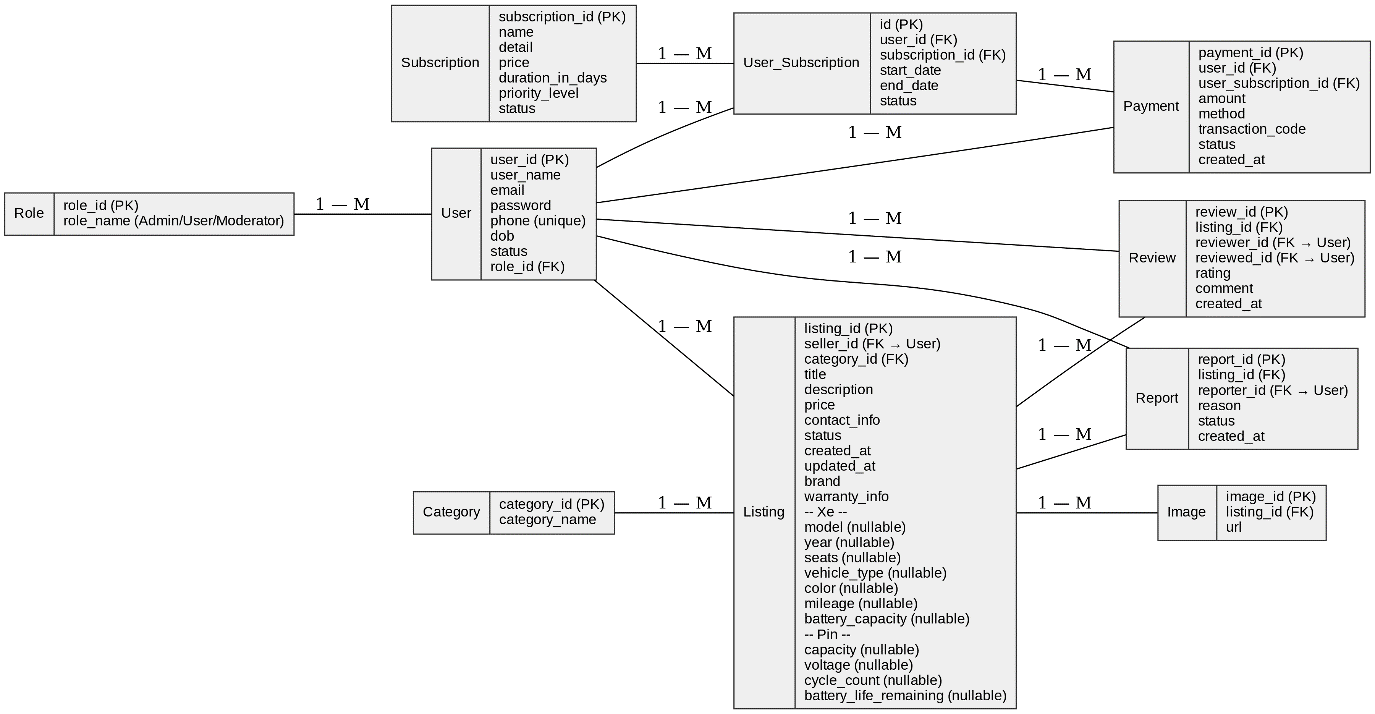 Subscription
subscription_id (PK)
name
detail
price
duration_in_days
priority_level
status
1 — M
User_Subscription
id (PK)
user_id (FK)
subscription_id (FK)
start_date
end_date
status
1 — M
Payment
payment_id (PK)
user_id (FK)
user_subscription_id (FK)
amount
method
transaction_code
status
created_at
1 — M
1 — M
Role
role_id (PK)
role_name (Admin/User/Moderator)
1 — M
User
user_id (PK)
user_name
email
password
phone (unique)
dob
status
role_id (FK)
1 — M
1 — M
Review
review_id (PK)
listing_id (FK)
reviewer_id (FK → User)
reviewed_id (FK → User)
rating
comment
created_at
1 — M
1 — M
Report
report_id (PK)
listing_id (FK)
reporter_id (FK → User)
reason
status
created_at
1 — M
Category
category_id (PK)
category_name
1 — M
Listing
listing_id (PK)
seller_id (FK → User)
category_id (FK)
title
description
price
contact_info
status
created_at
updated_at
brand
warranty_info
-- Xe --
model (nullable)
year (nullable)
seats (nullable)
vehicle_type (nullable)
color (nullable)
mileage (nullable)
battery_capacity (nullable)
-- Pin --
capacity (nullable)
voltage (nullable)
cycle_count (nullable)
battery_life_remaining (nullable)
1 — M
Image
image_id (PK)
listing_id (FK)
url